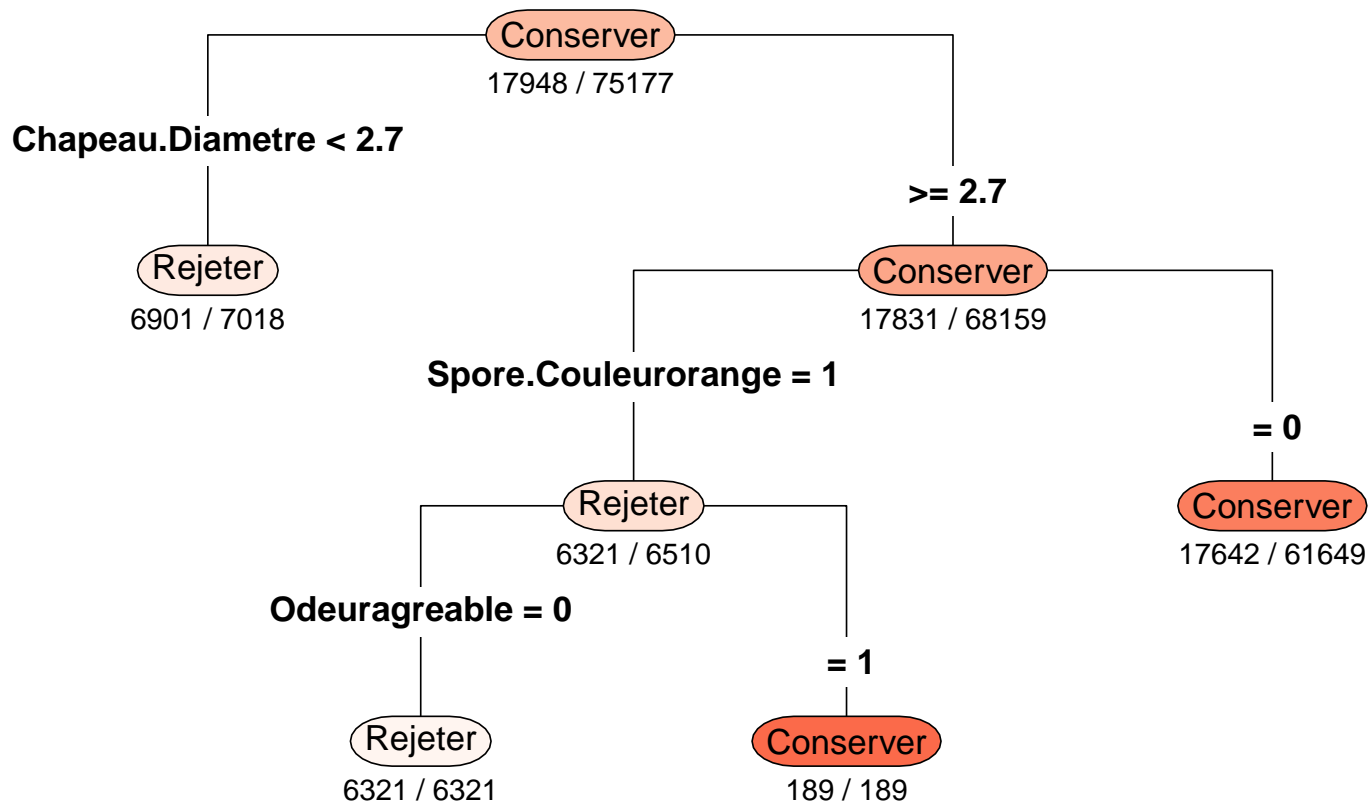 Conserver
17948 / 75177
Chapeau.Diametre < 2.7
>= 2.7
Rejeter
6901 / 7018
Conserver
17831 / 68159
Spore.Couleurorange = 1
= 0
Rejeter
6321 / 6510
Conserver
17642 / 61649
Odeuragreable = 0
= 1
Rejeter
6321 / 6321
Conserver
189 / 189